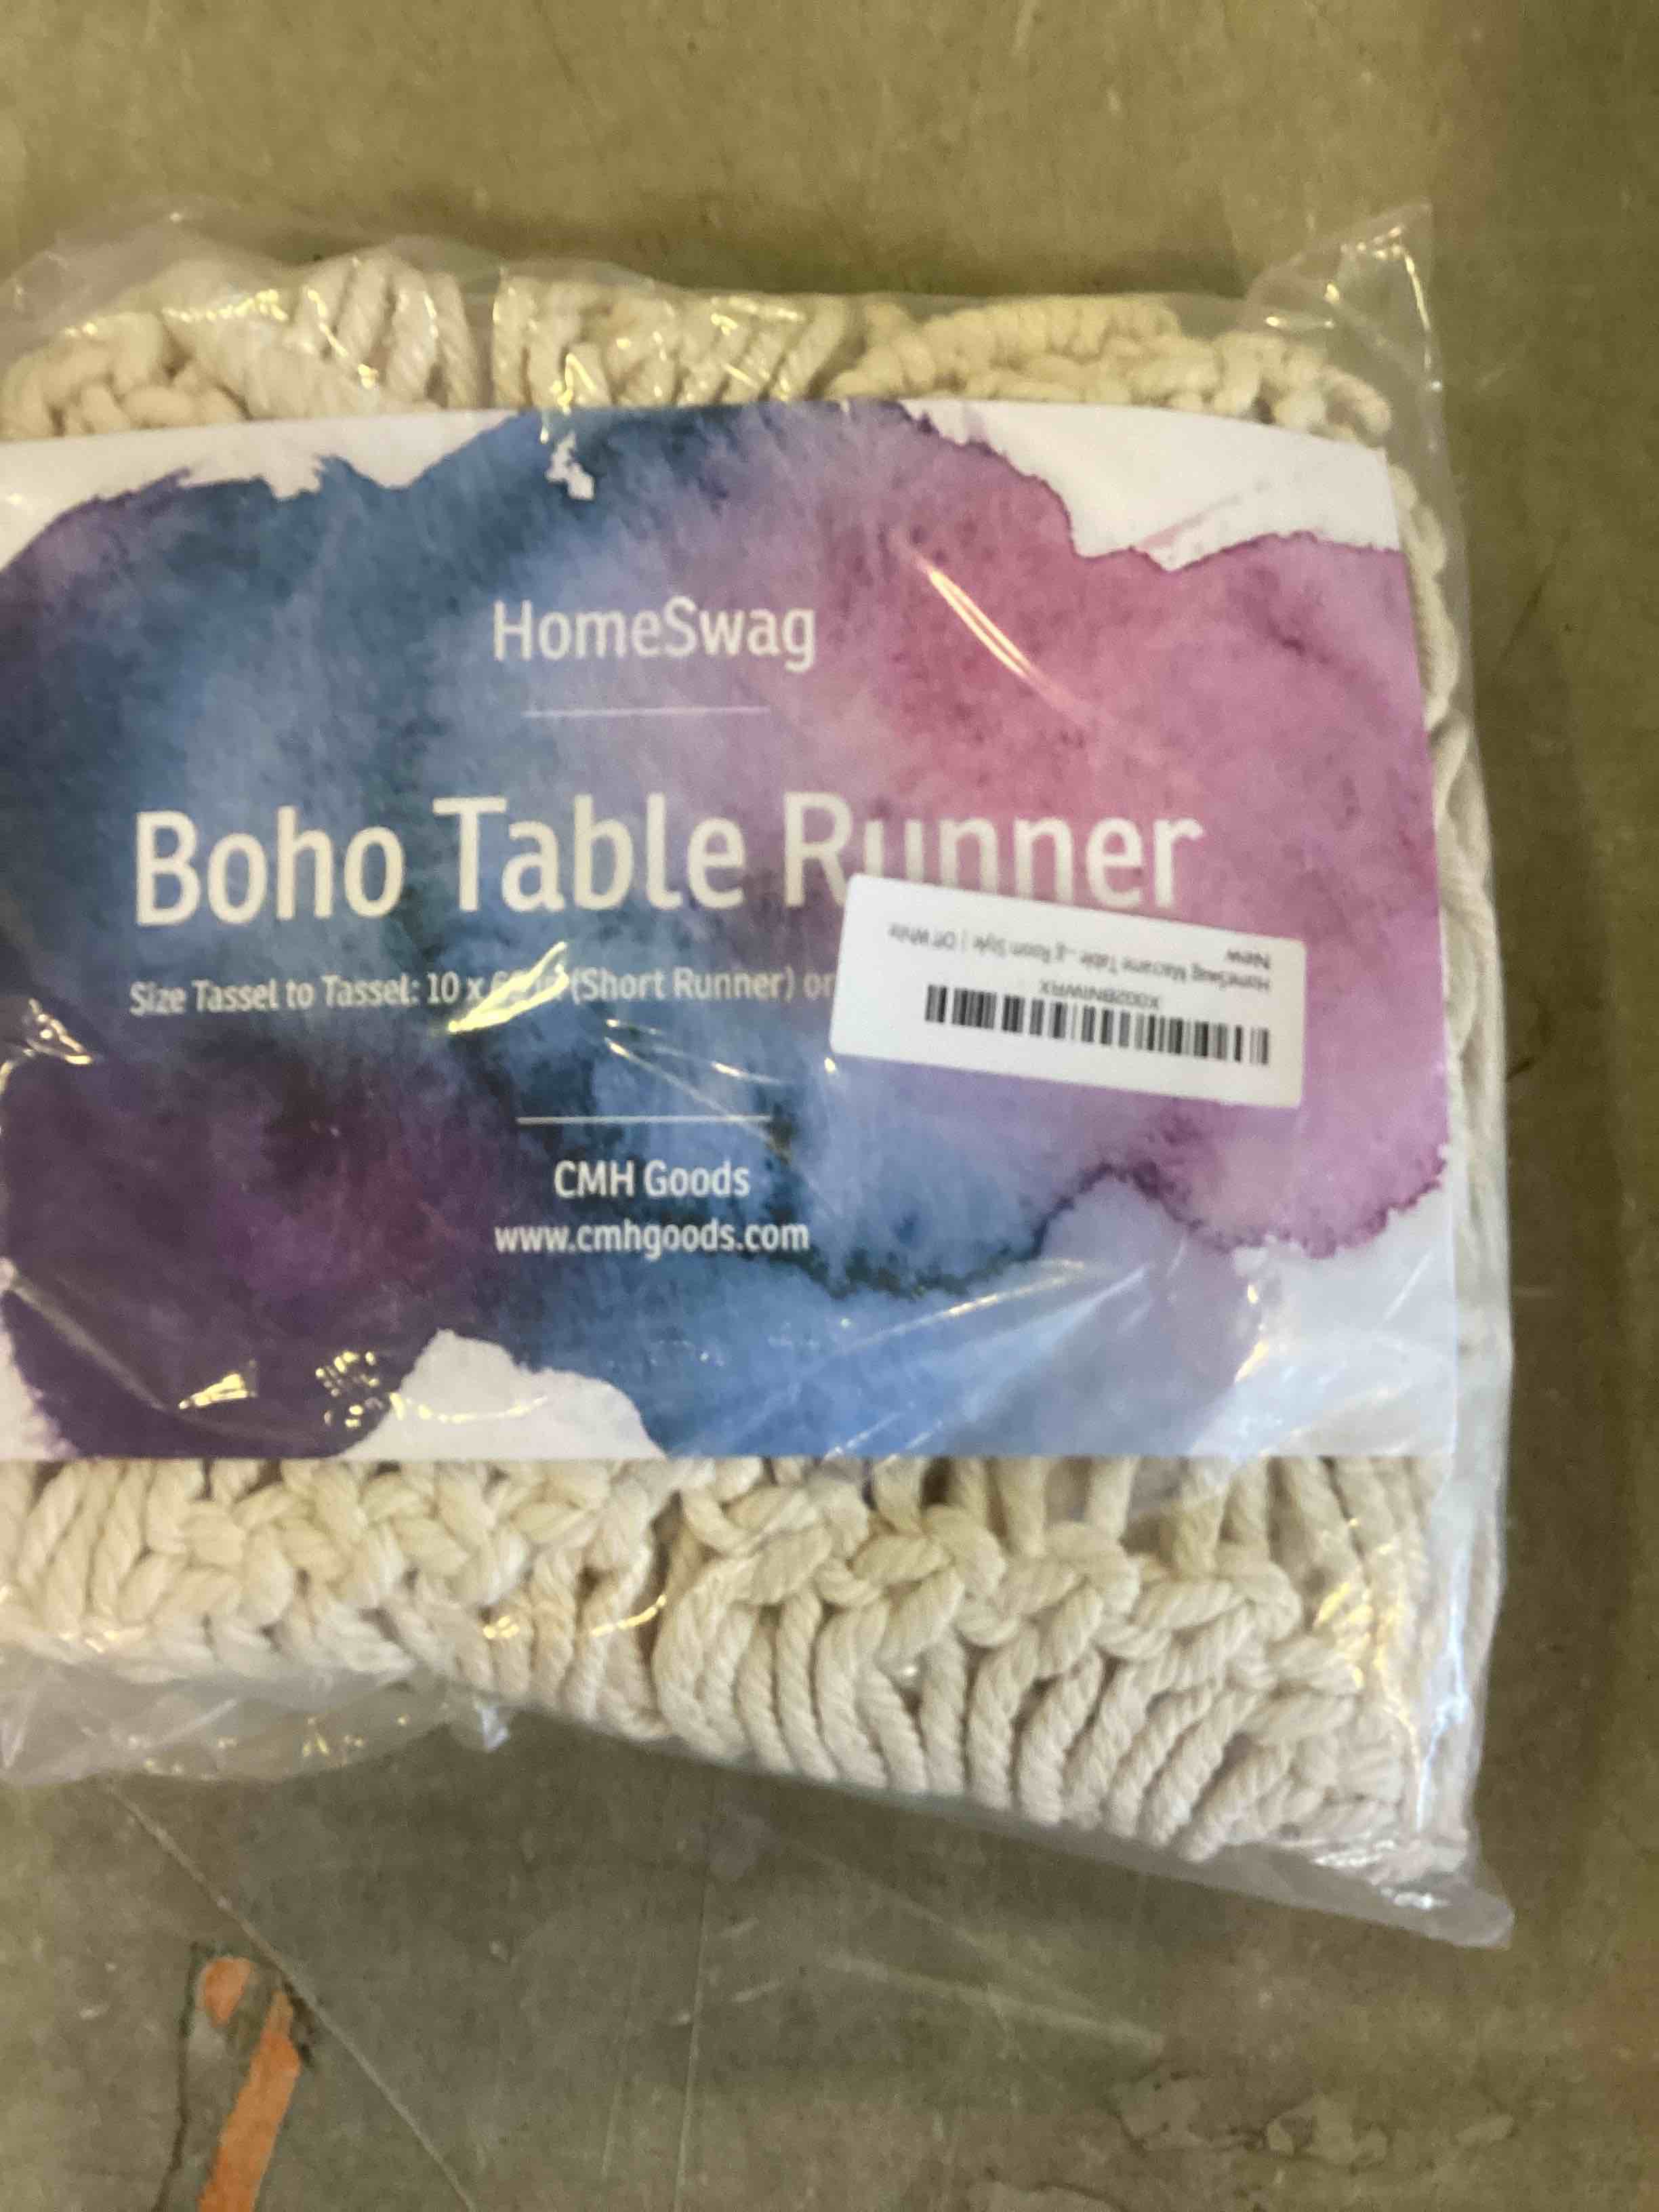 HomeSwag
Boho Table Runner
Size Tassel to Tassel: 10 x (Short Runner) or
CMH Goods
www.cmhgoods.com
X002BNIWRX
HomeSwag Macrame Table ...g Room Style | Off White
New